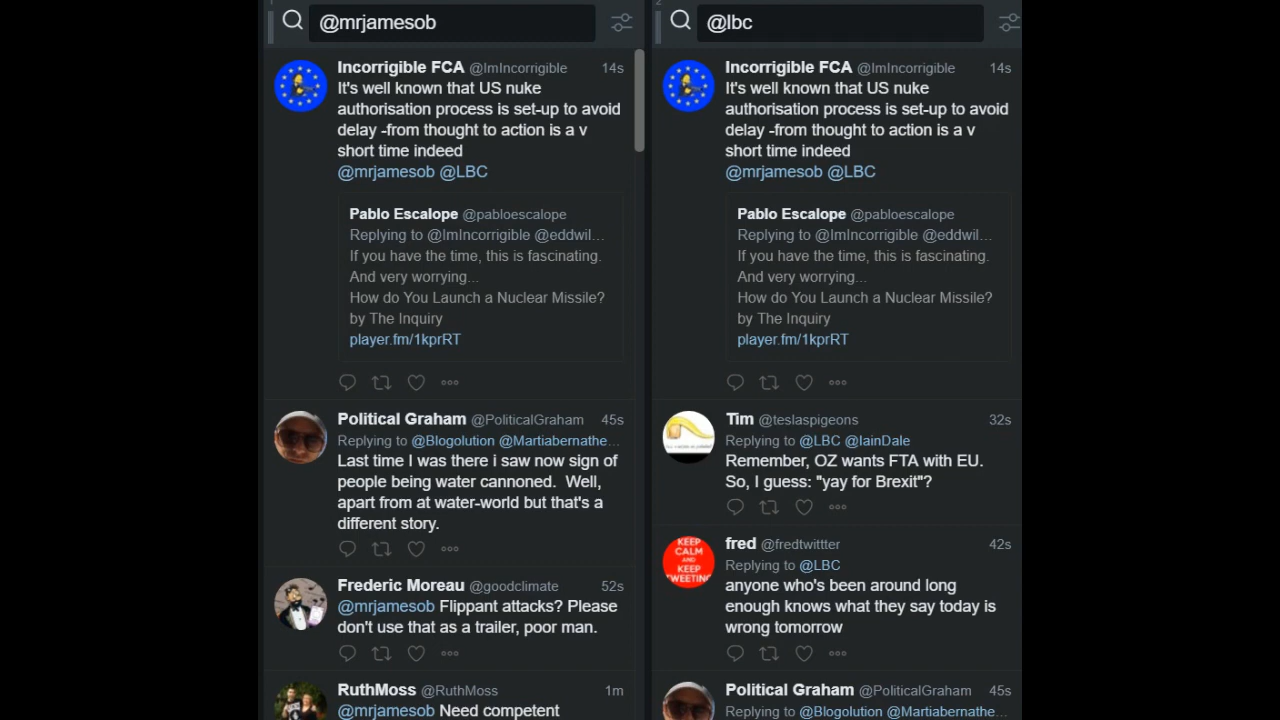 @mrjamesob
Incorrigible FCA @ImIncorrigible 14s
It's well known that US nuke
authorisation process is set-up to avoid
delay -from thought to action is a v
short time indeed
@mrjamesob @LBC
Pablo Escalope @pabloescalope
Replying to @ImIncorrigible @eddwil...
If you have the time, this is fascinating.
And very worrying...
How do You Launch a Nuclear Missile?
by The Inquiry
player.fm/1kprRT
Political Graham @PoliticalGraham 45s
Replying to @Blogolution @Martiabernathe...
Last time I was there i saw now sign of
people being water cannoned.  Well,
apart from at water-world but that's a
different story.
Frederic Moreau @goodclimate 52s
@mrjamesob Flippant attacks? Please
don't use that as a trailer, poor man.
RuthMoss @RuthMoss 1m
@mrjamesob Need competent
2
@lbc
Incorrigible FCA @ImIncorrigible 14s
It's well known that US nuke
authorisation process is set-up to avoid
delay -from thought to action is a v
short time indeed
@mrjamesob @LBC
Pablo Escalope @pabloescalope
Replying to @ImIncorrigible @eddwil...
If you have the time, this is fascinating.
And very worrying...
How do You Launch a Nuclear Missile?
by The Inquiry
player.fm/1kprRT
Tim @teslaspigeons 32s
Replying to @LBC @IainDale
Remember, OZ wants FTA with EU.
So, I guess: "yay for Brexit"?
KEEP
CALM
AND
KEEP
TWEETING
fred @fredtwittter 42s
Replying to @LBC
anyone who's been around long
enough knows what they say today is
wrong tomorrow
Political Graham @PoliticalGraham 45s
Replying to @Blogolution @Martiabernathe...